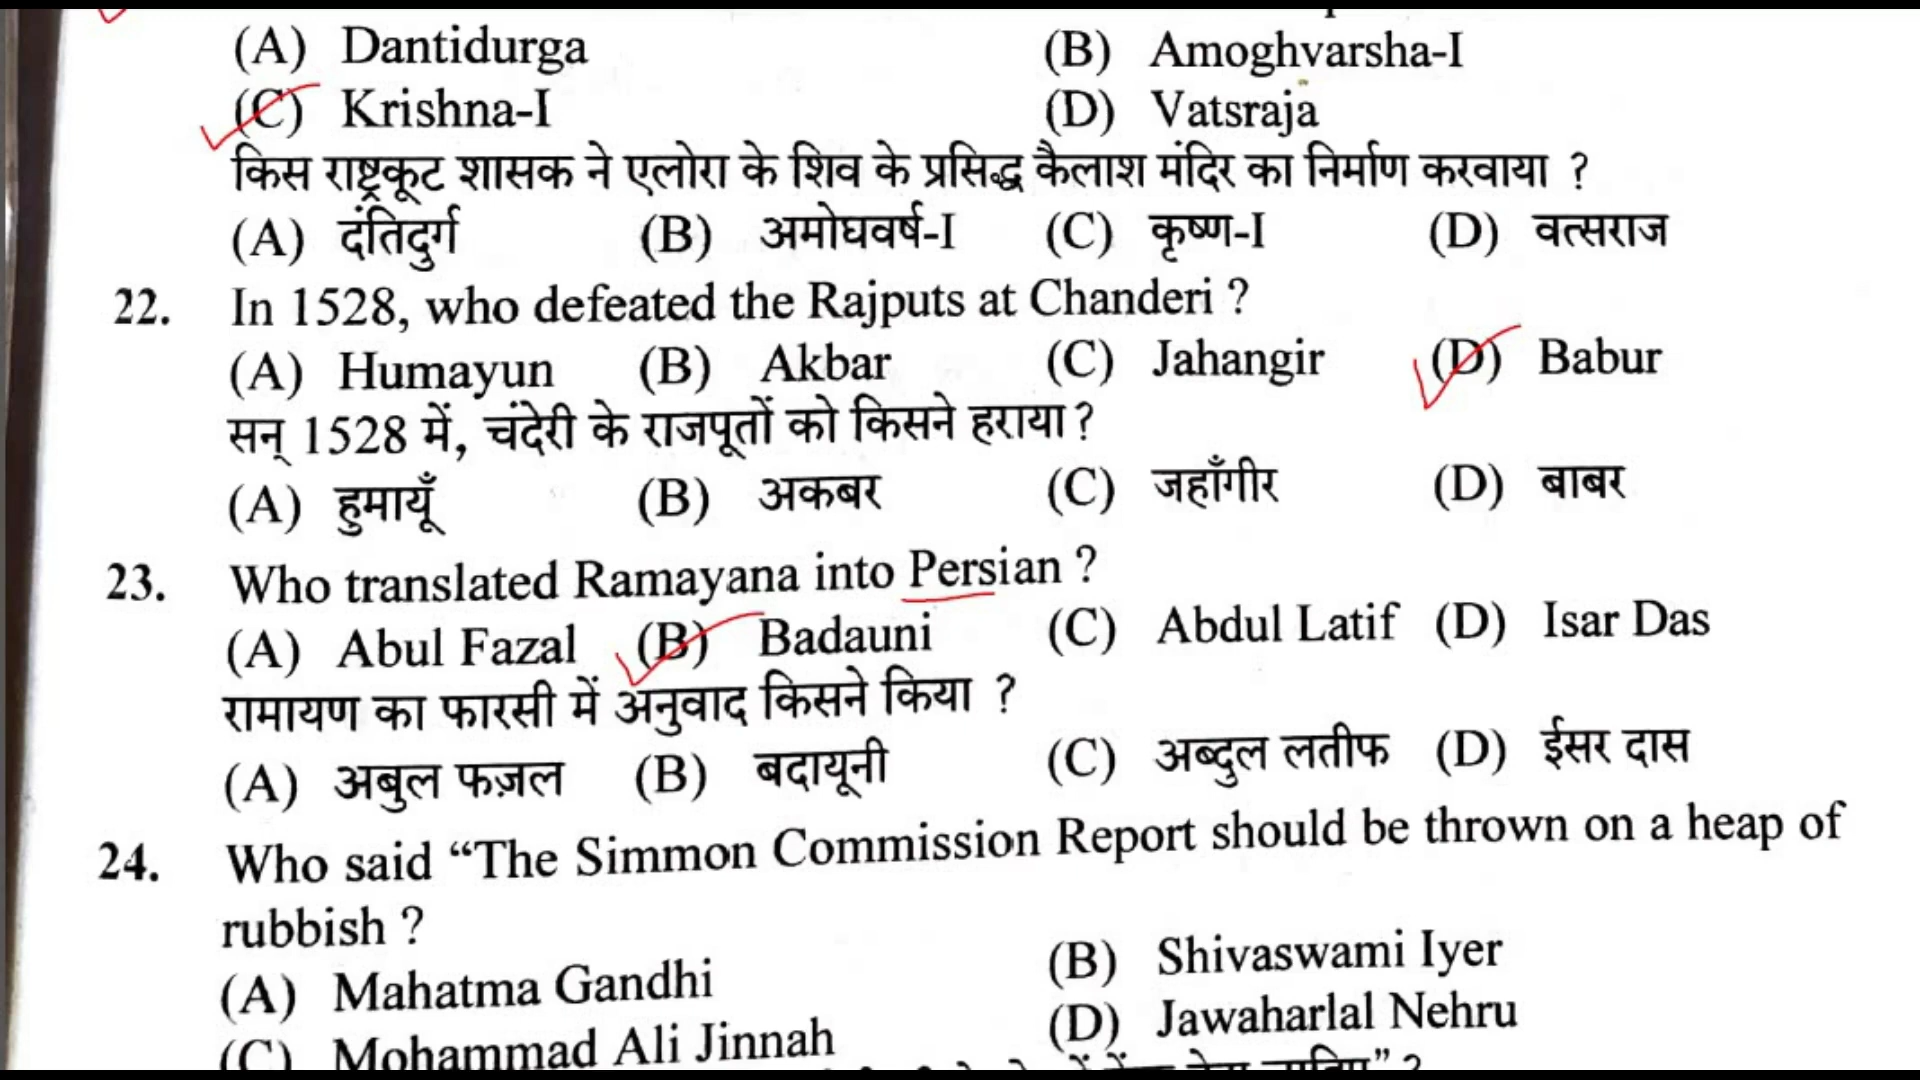 (A) Dantidurga (B) Amoghvarsha-I
(C) Krishna-I (D) Vatsraja
किस राष्ट्रकूट शासक ने एलोरा के शिव के प्रसिद्ध कैलाश मंदिर का निर्माण करवाया ?
(A) दंतिदुर्ग (B) अमोघवर्ष-I (C) कृष्ण-I (D) वत्सराज
22. In 1528, who defeated the Rajputs at Chanderi ?
(A) Humayun (B) Akbar (C) Jahangir (D) Babur
सन् 1528 में, चंदेरी के राजपूतों को किसने हराया ?
(A) हुमायूँ (B) अकबर (C) जहाँगीर (D) बाबर
23. Who translated Ramayana into Persian ?
(A) Abul Fazal (B) Badauni (C) Abdul Latif (D) Isar Das
रामायण का फारसी में अनुवाद किसने किया ?
(A) अबुल फज़ल (B) बदायूनी (C) अब्दुल लतीफ (D) ईसर दास
24. Who said “The Simmon Commission Report should be thrown on a heap of
rubbish ?
(A) Mahatma Gandhi (B) Shivaswami Iyer
(C) Mohammad Ali Jinnah (D) Jawaharlal Nehru